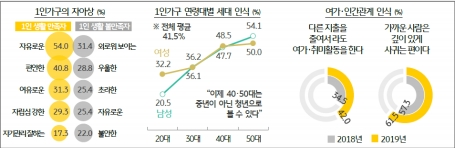 1인가구의 자아상 (%)
1인 생활 만족자 1인 생활 불만족자
자유로운 54.0 31.4 외로워 보이는
편안한 40.8 28.8 우울한
여유로운 31.3 25.4 초라한
자립심 강한 29.3 25.4 자유로운
자기관리 잘하는 17.3 22.0 불안한
1인가구 연령대별 세대 인식 (%)
※ 전체 평균
41.5%
여성
남성
32.2
20.5
36.2
36.1
48.5
47.7
54.1
50.0
“이제 40·50대는
중년이 아닌 청년으로
볼 수 있다”
20대 30대 40대 50대
여가·인간관계 인식 (%)
다른 지출을
줄여서라도
여가·취미활동을 한다
34.5
42.0
가까운 사람은
깊이 있게
사귀는 편이다
57.3
61.5
2018년 2019년